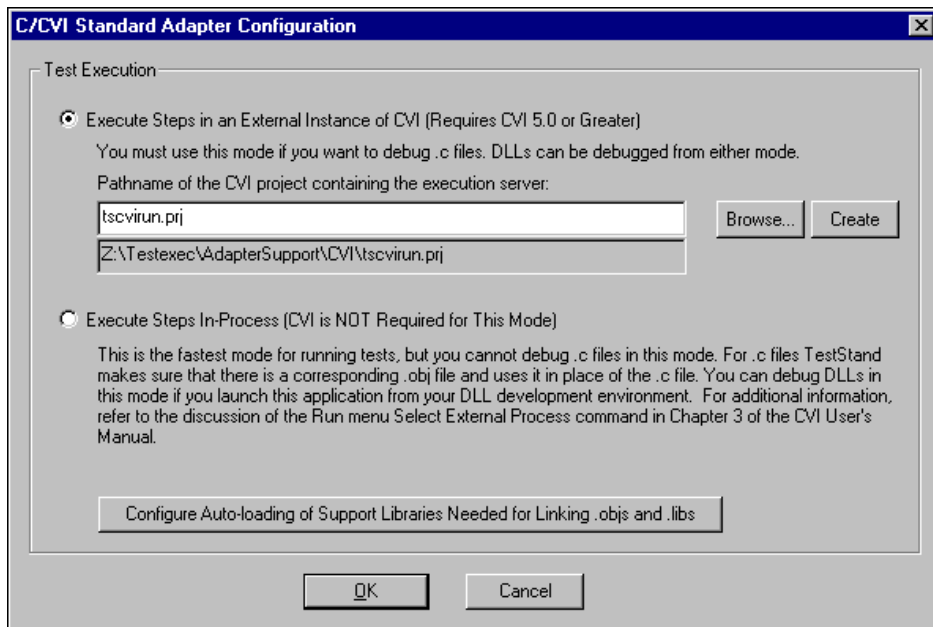 C/CVI Standard Adapter Configuration
Test Execution
Execute Steps in an External Instance of CVI (Requires CVI 5.0 or Greater)
You must use this mode if you want to debug .c files. DLLs can be debugged from either mode.
Pathname of the CVI project containing the execution server:
tscvirun.prj
Browse... Create
Z:\Testexec\AdapterSupport\CVI\tscvirun.prj
Execute Steps In-Process (CVI is NOT Required for This Mode)
This is the fastest mode for running tests, but you cannot debug .c files in this mode. For .c files TestStand
makes sure that there is a corresponding .obj file and uses it in place of the .c file. You can debug DLLs in
this mode if you launch this application from your DLL development environment. For additional information,
refer to the discussion of the Run menu Select External Process command in Chapter 3 of the CVI User's
Manual.
Configure Auto-loading of Support Libraries Needed for Linking .objs and .libs
OK Cancel